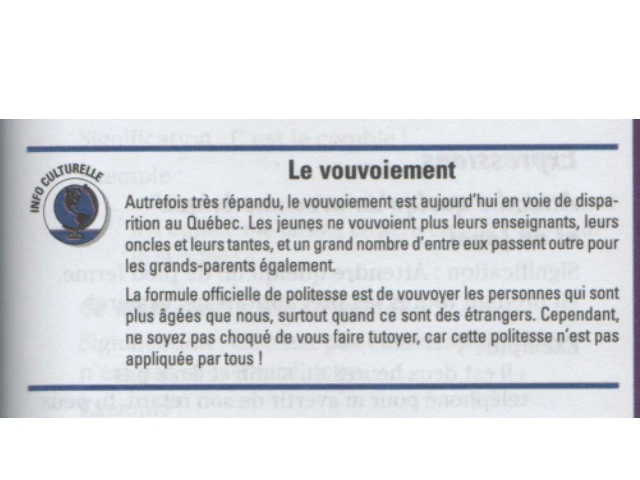 INFO CULTURELLE
Le vouvoiement
Autrefois très répandu, le vouvoiement est aujourd'hui en voie de dispa-
rition au Québec. Les jeunes ne vouvoient plus leurs enseignants, leurs
oncles et leurs tantes, et un grand nombre d'entre eux passent outre pour
les grands-parents également.
La formule officielle de politesse est de vouvoyer les personnes qui sont
plus âgées que nous, surtout quand ce sont des étrangers. Cependant,
ne soyez pas choqué de vous faire tutoyer, car cette politesse n'est pas
appliquée par tous !